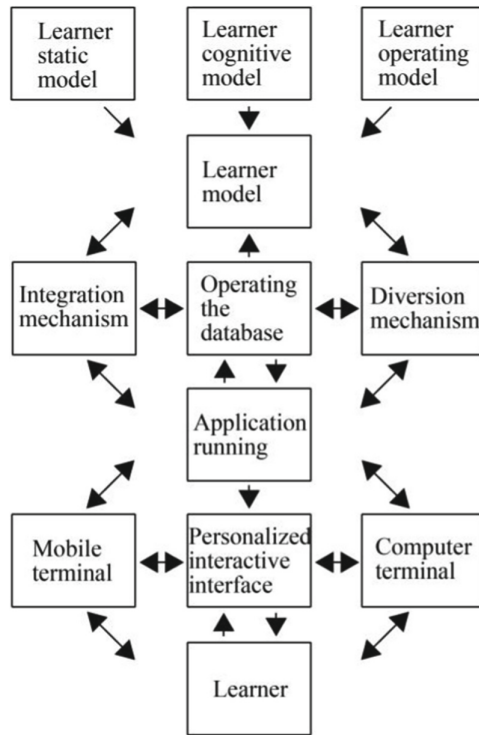 Learner
static
model
Learner
cognitive
model
Learner
operating
model
Learner
model
Integration
mechanism
Operating
the
database
Diversion
mechanism
Application
running
Mobile
terminal
Personalized
interactive
interface
Computer
terminal
Learner